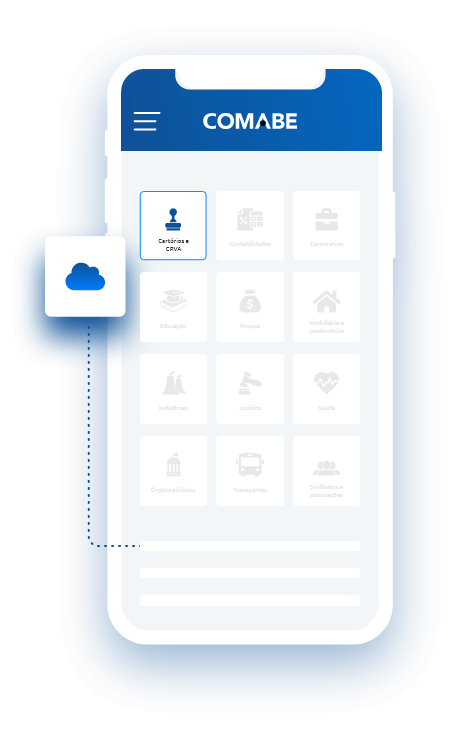 COMABE
Cartórios e
CRVA
Contabilidades
Corporativo
Educação
Finanças
Imobiliária e
condomínios
Indústrias
Jurídico
Saúde
Órgãos públicos
Transportes
Sindicatos e
associações